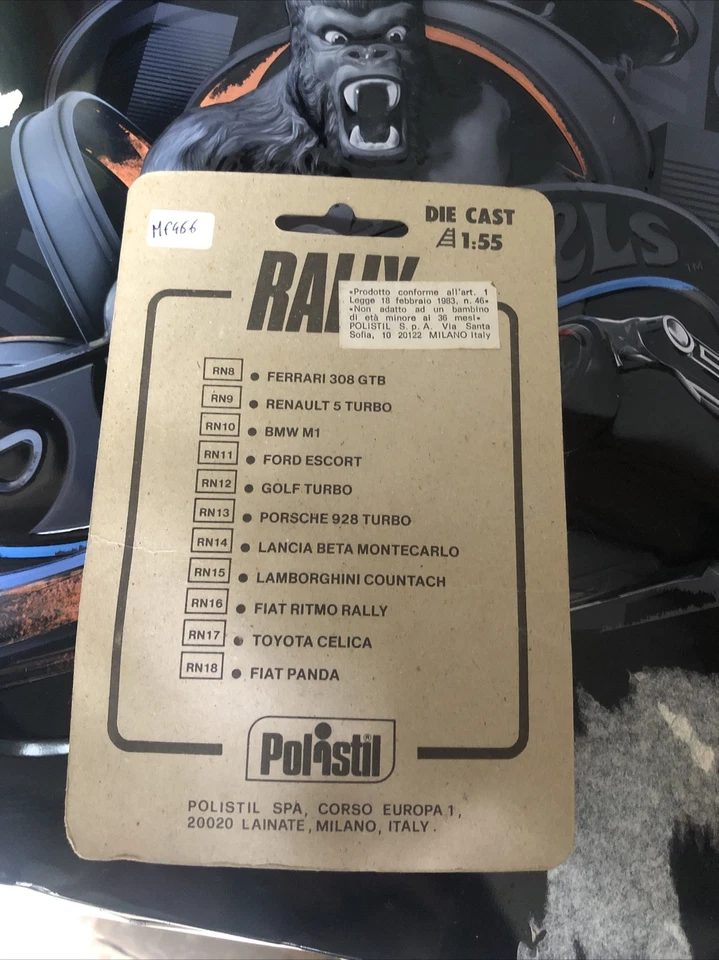 MF466
DIE CAST
1:55
RALLY
«Prodotto conforme all'art. 1
Legge 18 febbraio 1983, n. 46»
«Non adatto ad un bambino
di età minore ai 36 mesi»
POLISTIL S.p.A. Via Santa
Sofia, 10 20122 MILANO Italy
RN8 ● FERRARI 308 GTB
RN9 ● RENAULT 5 TURBO
RN10 ● BMW M1
RN11 ● FORD ESCORT
RN12 ● GOLF TURBO
RN13 ● PORSCHE 928 TURBO
RN14 ● LANCIA BETA MONTECARLO
RN15 ● LAMBORGHINI COUNTACH
RN16 ● FIAT RITMO RALLY
RN17 ● TOYOTA CELICA
RN18 ● FIAT PANDA
Polistil®
POLISTIL SPA, CORSO EUROPA 1,
20020 LAINATE, MILANO, ITALY.
LS™